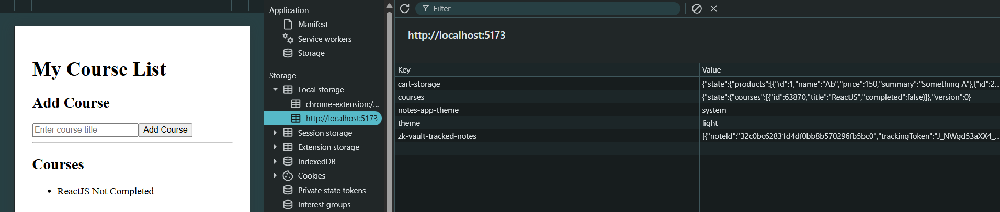 My Course List
Add Course
Enter course title Add Course
Courses
• ReactJS Not Completed
Application
Manifest
Service workers
Storage
Storage
Local storage
chrome-extension:/...
http://localhost:5173
Session storage
Extension storage
IndexedDB
Cookies
Private state tokens
Interest groups
Filter
http://localhost:5173
Key Value
cart-storage {"state":{"products":[{"id":1,"name":"Ab","price":150,"summary":"Something A"},{"id":2...
courses {"state":{"courses":[{"id":63870,"title":"ReactJS","completed":false}]},"version":0}
notes-app-theme system
theme light
zk-vault-tracked-notes [{"noteId":"32c0bc62831d4df0bb8b570296fb5bc0","trackingToken":"J_NWgd53aXX4_...